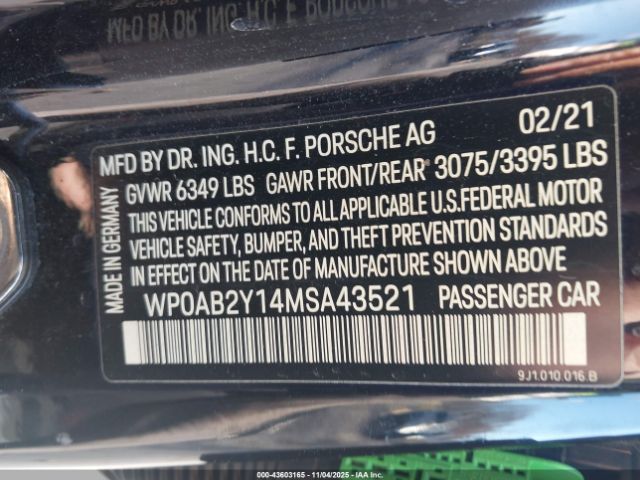 MFD BY DR. ING. H.C. F. PORSCHE AG 02/21
GVWR 6349 LBS GAWR FRONT/REAR 3075/3395 LBS
THIS VEHICLE CONFORMS TO ALL APPLICABLE U.S.FEDERAL MOTOR
VEHICLE SAFETY, BUMPER, AND THEFT PREVENTION STANDARDS
IN EFFECT ON THE DATE OF MANUFACTURE SHOWN ABOVE
WP0AB2Y14MSA43521 PASSENGER CAR
MADE IN GERMANY
9J1.010.016.B
000-43603165 - 11/04/2025 - IAAI